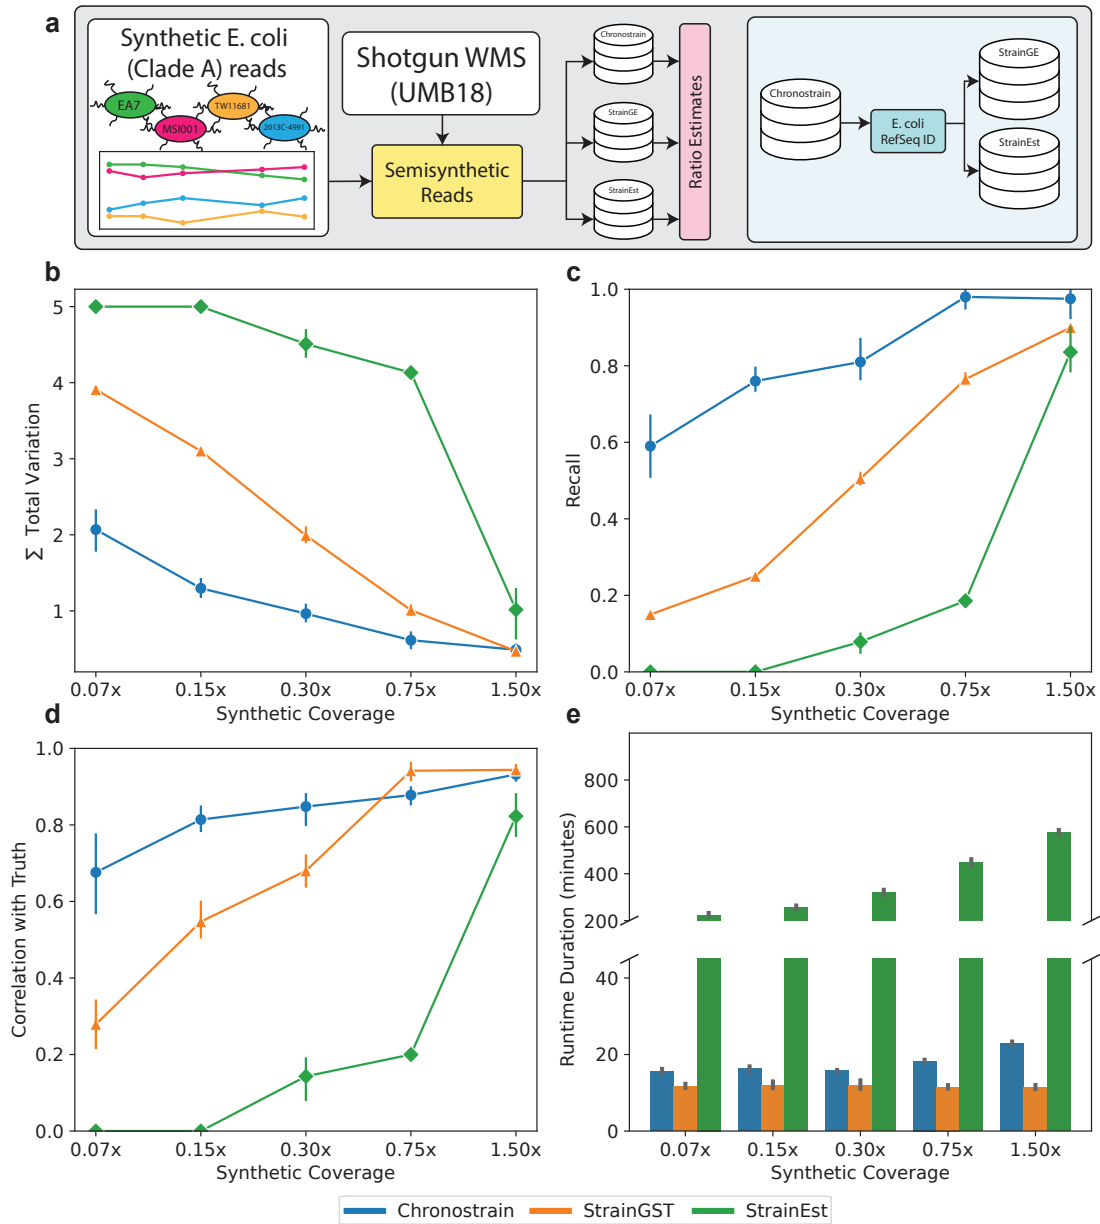 a
Synthetic E. coli
(Clade A) reads
EA7
MSI001
TW11681
2013C-4991
Shotgun WMS
(UMB18)
Semisynthetic
Reads
Chronostrain
StrainGE
StrainEst
Ratio Estimates
Chronostrain
E. coli
RefSeq ID
StrainGE
StrainEst
b
Σ Total Variation
5
4
3
2
1
0.07x 0.15x 0.30x 0.75x 1.50x
Synthetic Coverage
c
Recall
1.0
0.8
0.6
0.4
0.2
0.0
0.07x 0.15x 0.30x 0.75x 1.50x
Synthetic Coverage
d
Correlation with Truth
1.0
0.8
0.6
0.4
0.2
0.0
0.07x 0.15x 0.30x 0.75x 1.50x
Synthetic Coverage
e
Runtime Duration (minutes)
800
600
400
200
40
20
0
0.07x 0.15x 0.30x 0.75x 1.50x
Synthetic Coverage
Chronostrain StrainGST StrainEst